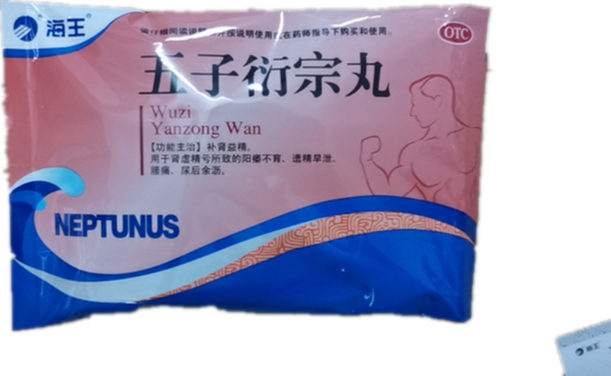 海王
请仔细阅读说明书并按说明使用或在药师指导下购买和使用。
OTC
五子衍宗丸
Wuzi
Yanzong Wan
【功能主治】补肾益精。
用于肾虚精亏所致的阳痿不育、遗精早泄、
腰痛、尿后余沥。
NEPTUNUS
海王